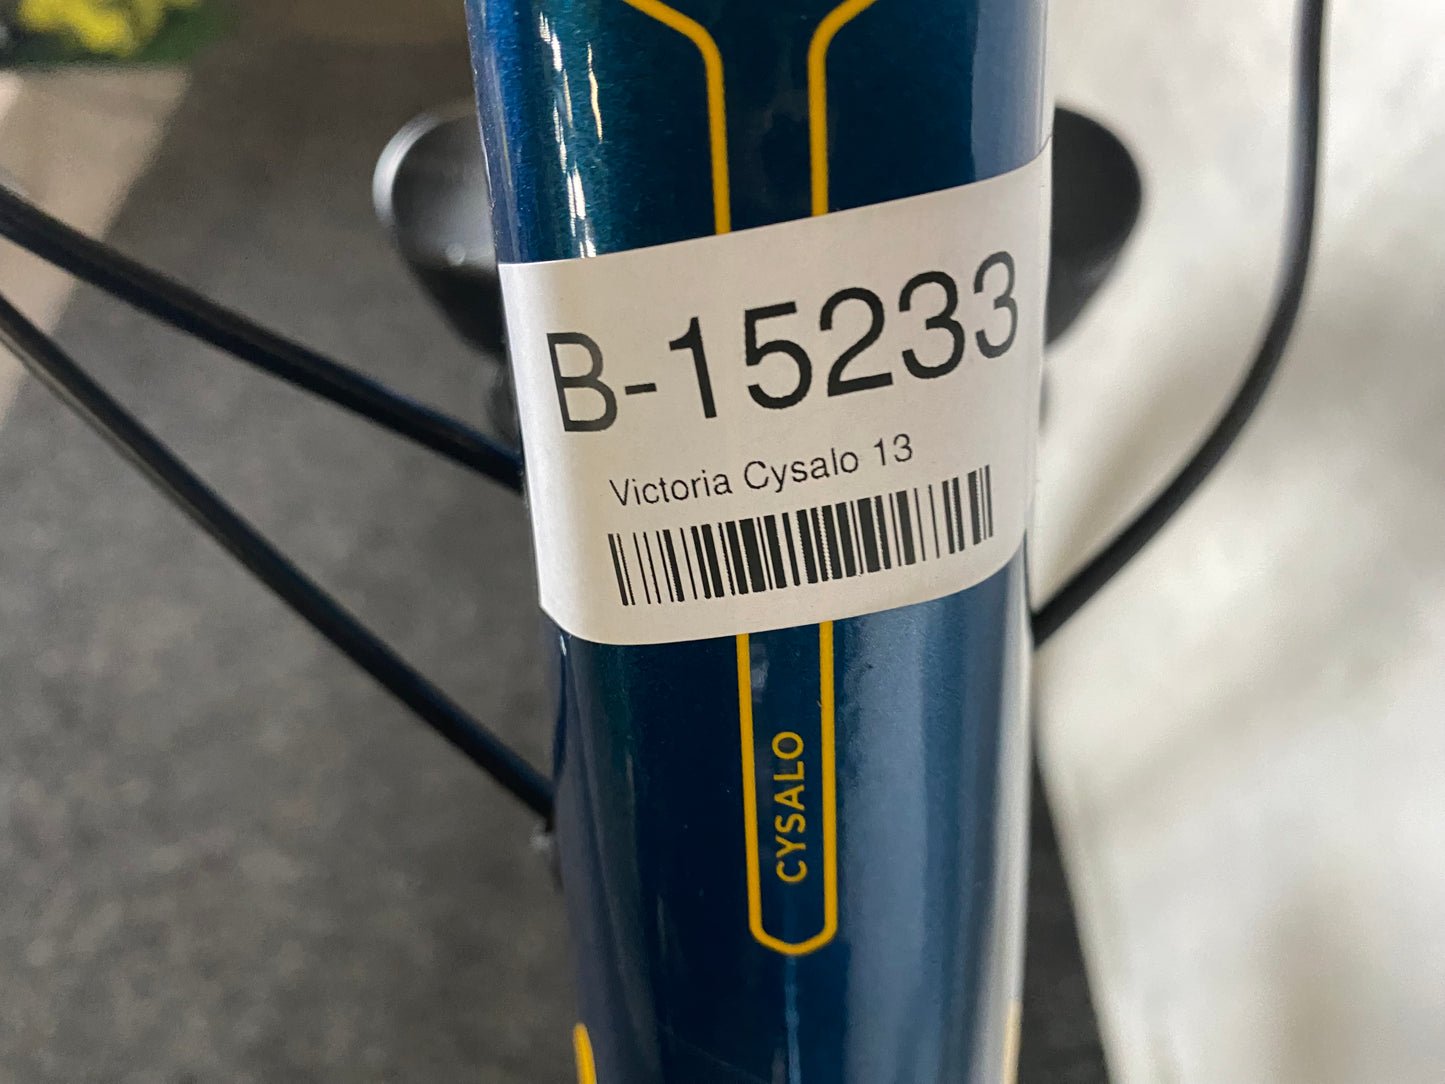 B-15233
Victoria Cysalo 13
CYSALO